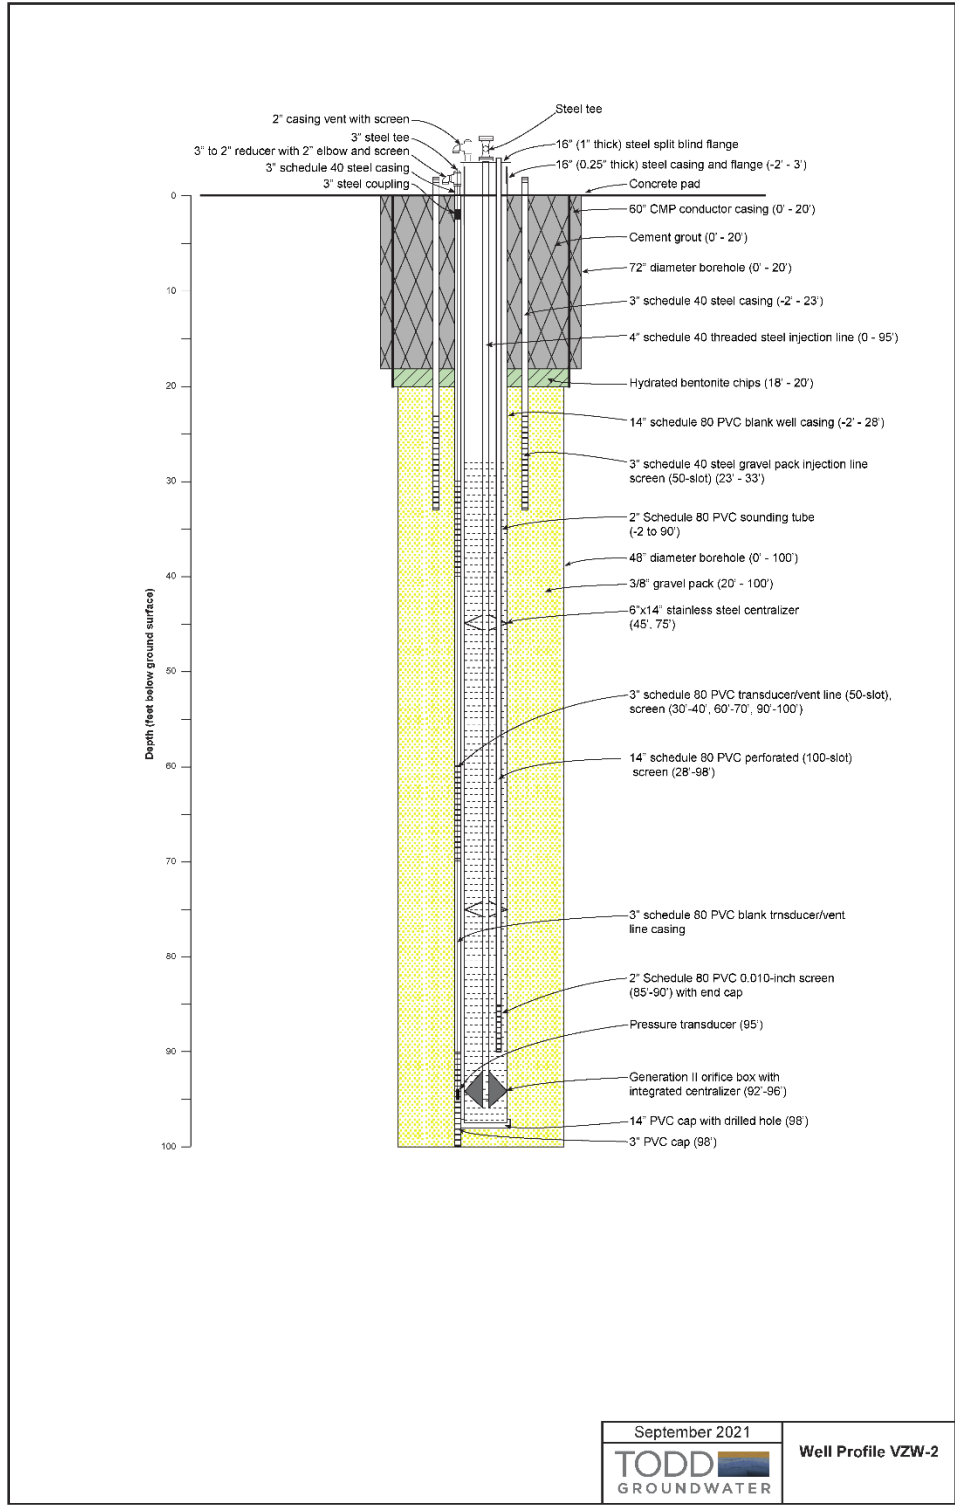 Steel tee
2" casing vent with screen
3" steel tee
3" to 2" reducer with 2" elbow and screen
3" schedule 40 steel casing
3" steel coupling
16" (1" thick) steel split blind flange
16" (0.25" thick) steel casing and flange (-2' - 3')
Concrete pad
60" CMP conductor casing (0' - 20')
Cement grout (0' - 20')
72" diameter borehole (0' - 20')
3" schedule 40 steel casing (-2' - 23')
4" schedule 40 threaded steel injection line (0 - 95')
Hydrated bentonite chips (18' - 20')
14" schedule 80 PVC blank well casing (-2' - 28')
3" schedule 40 steel gravel pack injection line
screen (50-slot) (23' - 33')
2" Schedule 80 PVC sounding tube
(-2 to 90')
48" diameter borehole (0' - 100')
3/8" gravel pack (20' - 100')
6"x14" stainless steel centralizer
(45', 75')
3" schedule 80 PVC transducer/vent line (50-slot),
screen (30'-40', 60'-70', 90'-100')
14" schedule 80 PVC perforated (100-slot)
screen (28'-98')
3" schedule 80 PVC blank trnsducer/vent
line casing
2" Schedule 80 PVC 0.010-inch screen
(85'-90') with end cap
Pressure transducer (95')
Generation II orifice box with
integrated centralizer (92'-96')
14" PVC cap with drilled hole (98')
3" PVC cap (98')
0
10
20
30
40
50
60
70
80
90
100
Depth (feet below ground surface)
September 2021
TODD
GROUNDWATER
Well Profile VZW-2